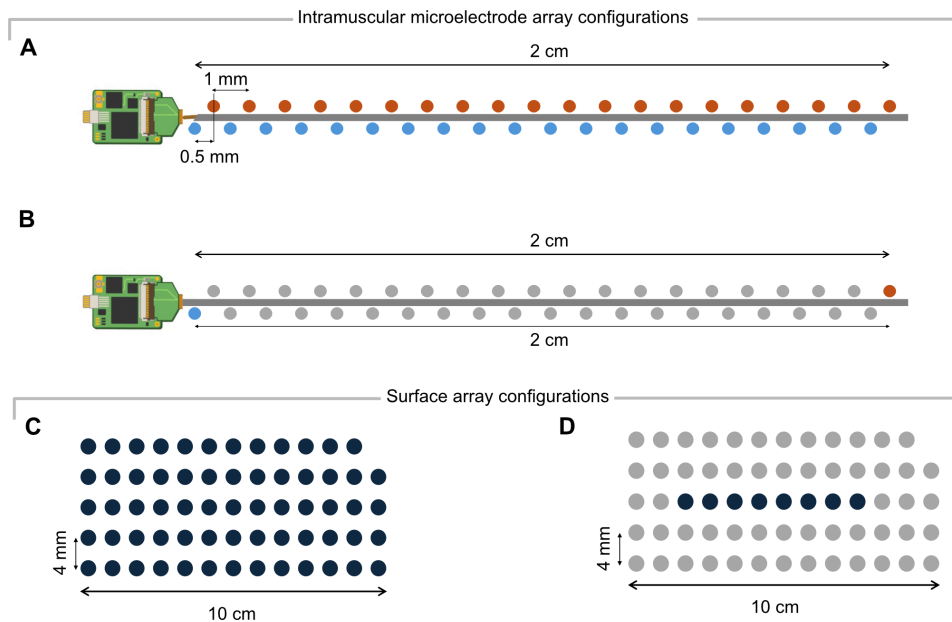 Intramuscular microelectrode array configurations
A
2 cm
1 mm
0.5 mm
B
2 cm
2 cm
Surface array configurations
C
D
4 mm
10 cm
4 mm
10 cm